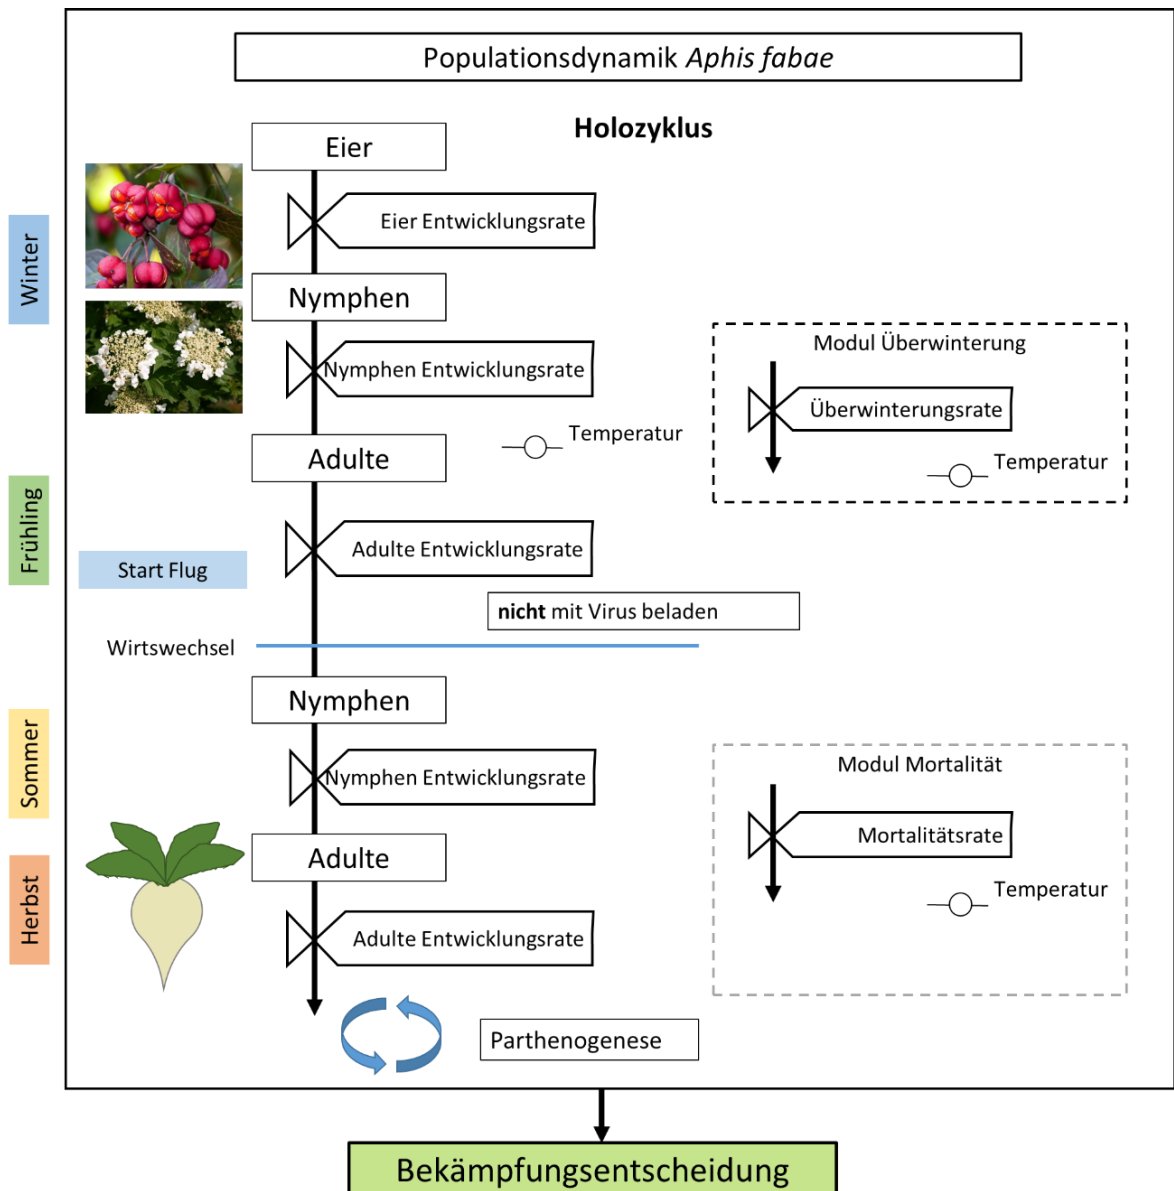 Populationsdynamik Aphis fabae
Holozyklus
Eier
Eier Entwicklungsrate
Winter
Nymphen
Nymphen Entwicklungsrate
Modul Überwinterung
Überwinterungsrate
Temperatur
Temperatur
Adulte
Frühling
Adulte Entwicklungsrate
Start Flug
nicht mit Virus beladen
Wirtswechsel
Nymphen
Sommer
Nymphen Entwicklungsrate
Modul Mortalität
Mortalitätsrate
Temperatur
Adulte
Herbst
Adulte Entwicklungsrate
Parthenogenese
Bekämpfungsentscheidung